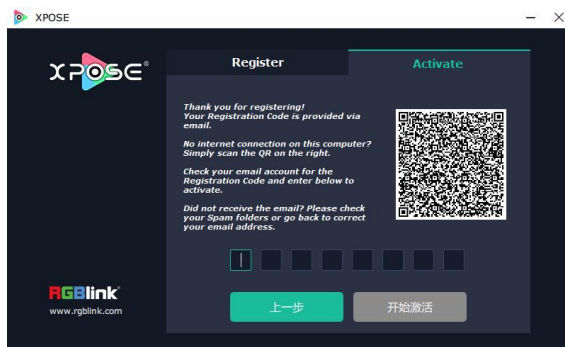 XPOSE
XPOSE®
Register
Activate
Thank you for registering!
Your Registration Code is provided via
email.
No internet connection on this computer?
Simply scan the QR on the right.
Check your email account for the
Registration Code and enter below to
activate.
Did not receive the email? Please check
your Spam folders or go back to correct
your email address.
RGBlink®
www.rgblink.com
上一步
开始激活